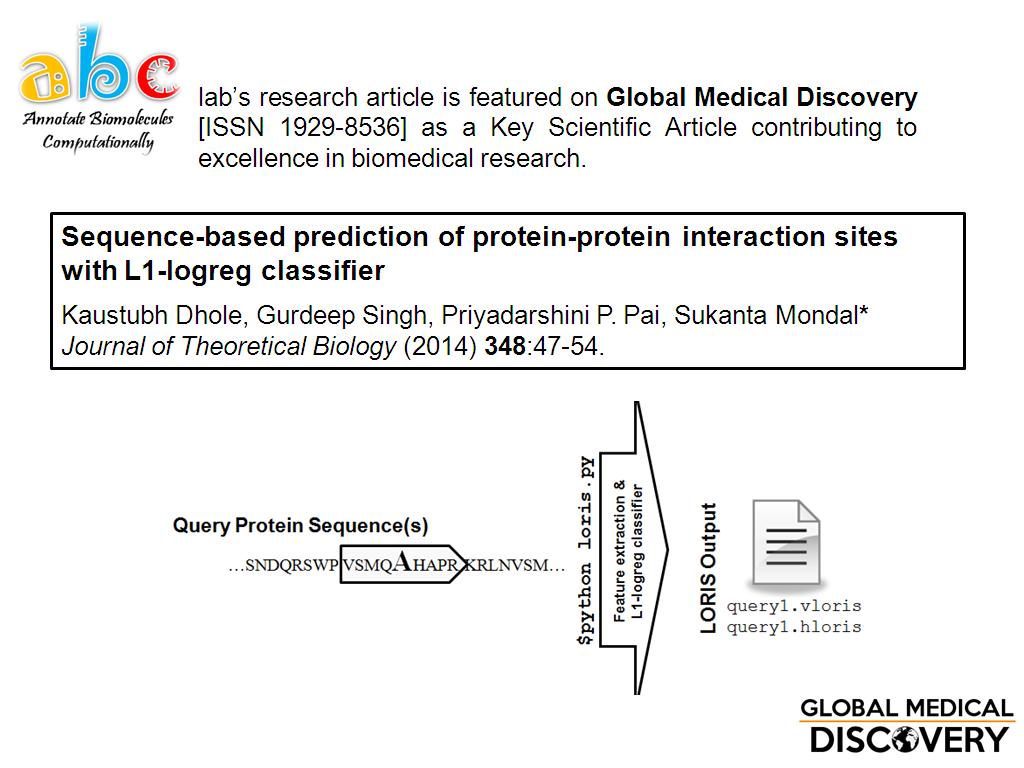 abc
Annotate Biomolecules
Computationally
lab's research article is featured on Global Medical Discovery
[ISSN 1929-8536] as a Key Scientific Article contributing to
excellence in biomedical research.
Sequence-based prediction of protein-protein interaction sites
with L1-logreg classifier
Kaustubh Dhole, Gurdeep Singh, Priyadarshini P. Pai, Sukanta Mondal*
Journal of Theoretical Biology (2014) 348:47-54.
Query Protein Sequence(s)
...SNDQRSWPVSMQAHAPRKRLNVSM...
$python loris.py
Feature extraction &
L1-logreg classifier
LORIS Output
query1.vloris
query1.hloris
GLOBAL MEDICAL
DISCOVERY